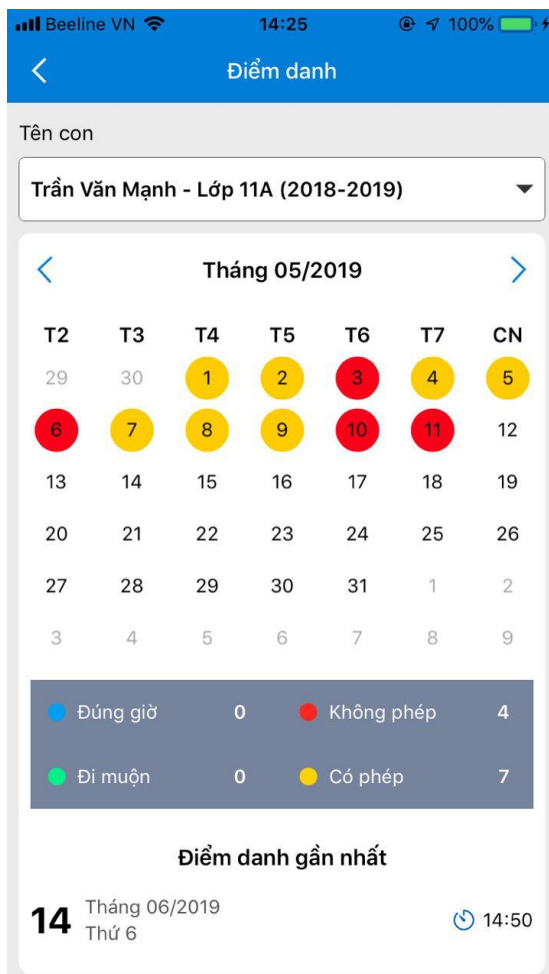 Beeline VN 14:25 100%
Điểm danh
Tên con
Trần Văn Mạnh - Lớp 11A (2018-2019)
Tháng 05/2019
T2 T3 T4 T5 T6 T7 CN
29 30 1 2 3 4 5
6 7 8 9 10 11 12
13 14 15 16 17 18 19
20 21 22 23 24 25 26
27 28 29 30 31 1 2
3 4 5 6 7 8 9
Đúng giờ 0 Không phép 4
Đi muộn 0 Có phép 7
Điểm danh gần nhất
14 Tháng 06/2019
Thứ 6
14:50